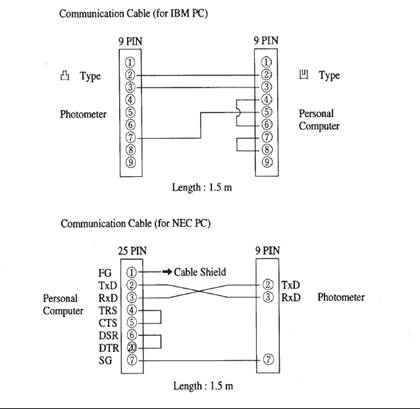 Communication Cable (for IBM PC)
9 PIN 9 PIN
① ①
Type ② ② Type
③ ③
④ ④
Photometer ⑤ ⑤ Personal
⑥ ⑥ Computer
⑦ ⑦
⑧ ⑧
⑨ ⑨
Length : 1.5 m
Communication Cable (for NEC PC)
25 PIN 9 PIN
FG ① Cable Shield
TxD ② ② TxD
Personal RxD ③ ③ RxD Photometer
Computer TRS ④
CTS ⑤
DSR ⑥
DTR ⑳
SG ⑦ ⑦
Length : 1.5 m